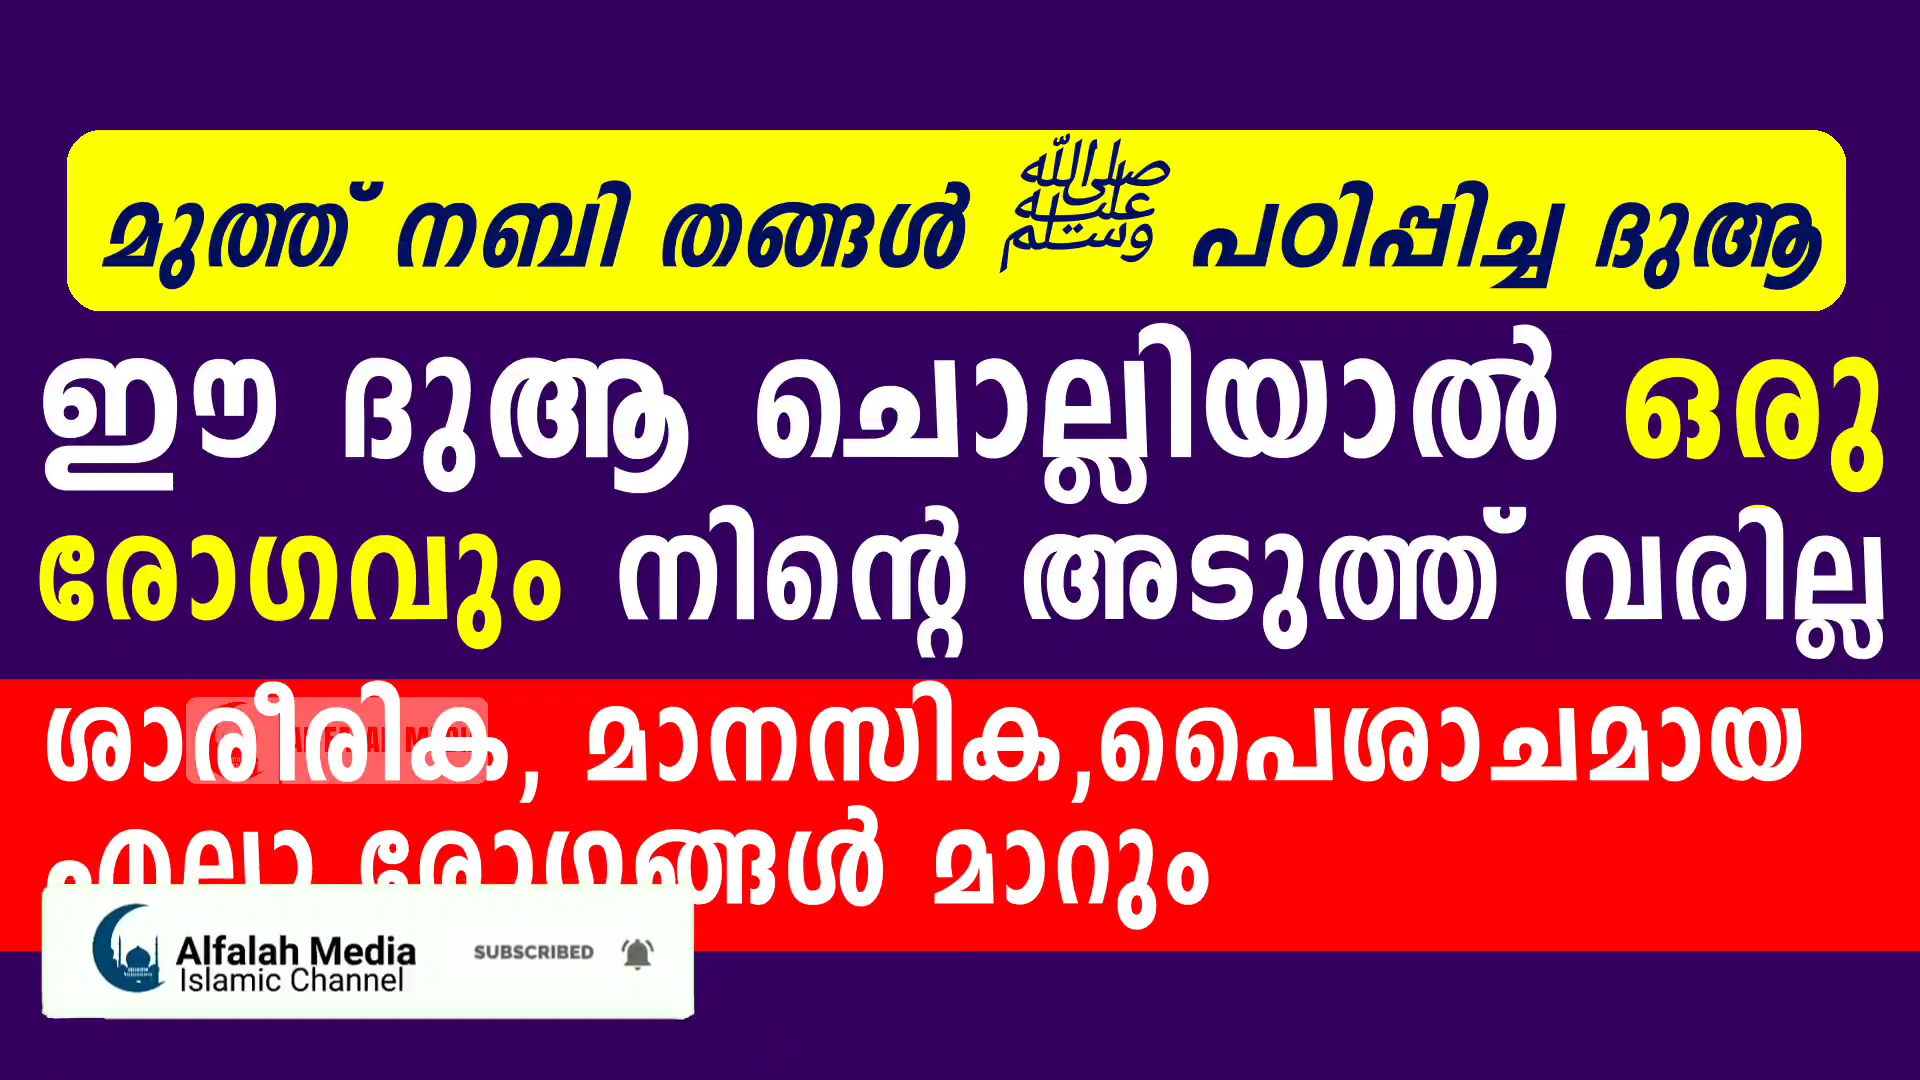 മുത്ത് നബി തങ്ങൾ ﷺ പഠിപ്പിച്ച ദുആ
ഈ ദുആ ചൊല്ലിയാൽ ഒരു
രോഗവും നിന്റെ അടുത്ത് വരില്ല
ശാരീരിക, മാനസിക,പൈശാചമായ
എല്ലാ രോഗങ്ങൾ മാറും
Alfalah Media
Islamic Channel
SUBSCRIBED